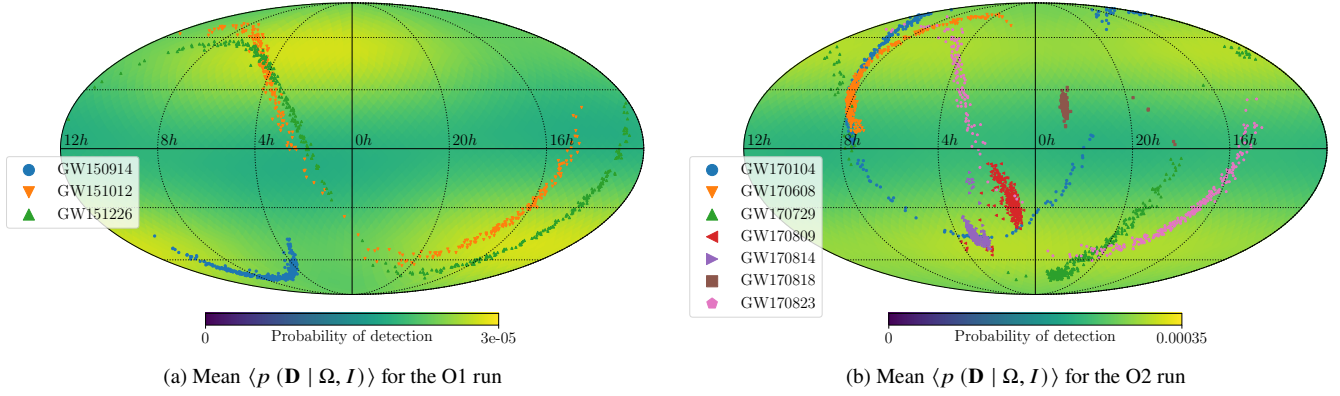 12h 8h 4h 0h 20h 16h
GW150914
GW151012
GW151226
0 Probability of detection 3e-05
(a) Mean ⟨p (D | Ω, I)⟩ for the O1 run
12h 8h 4h 0h 20h 16h
GW170104
GW170608
GW170729
GW170809
GW170814
GW170818
GW170823
0 Probability of detection 0.00035
(b) Mean ⟨p (D | Ω, I)⟩ for the O2 run